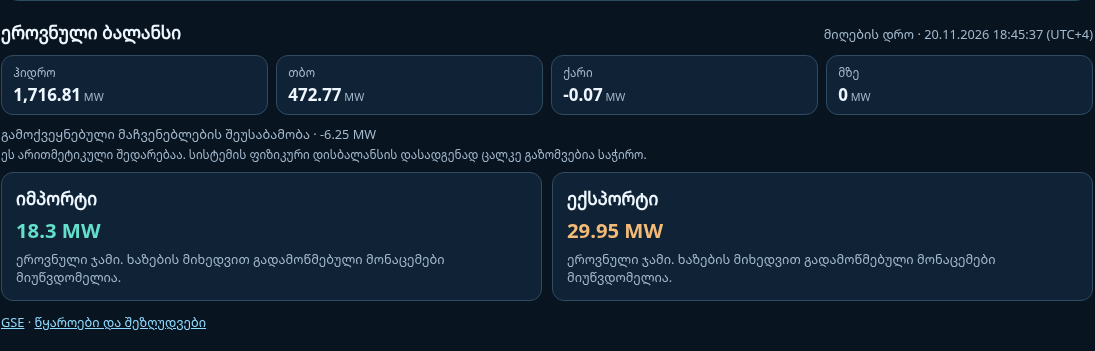 ეროვნული ბალანსი
მიღების დრო · 20.11.2026 18:45:37 (UTC+4)
ჰიდრო
1,716.81 MW
თბო
472.77 MW
ქარი
-0.07 MW
მზე
0 MW
გამოქვეყნებული მაჩვენებლების შეუსაბამობა · -6.25 MW
ეს არითმეტიკული შედარებაა. სისტემის ფიზიკური დისბალანსის დასადგენად ცალკე გაზომვებია საჭირო.
იმპორტი
18.3 MW
ეროვნული ჯამი. ხაზების მიხედვით გადამოწმებული მონაცემები
მიუწვდომელია.
ექსპორტი
29.95 MW
ეროვნული ჯამი. ხაზების მიხედვით გადამოწმებული მონაცემები
მიუწვდომელია.
GSE · წყაროები და შეზღუდვები